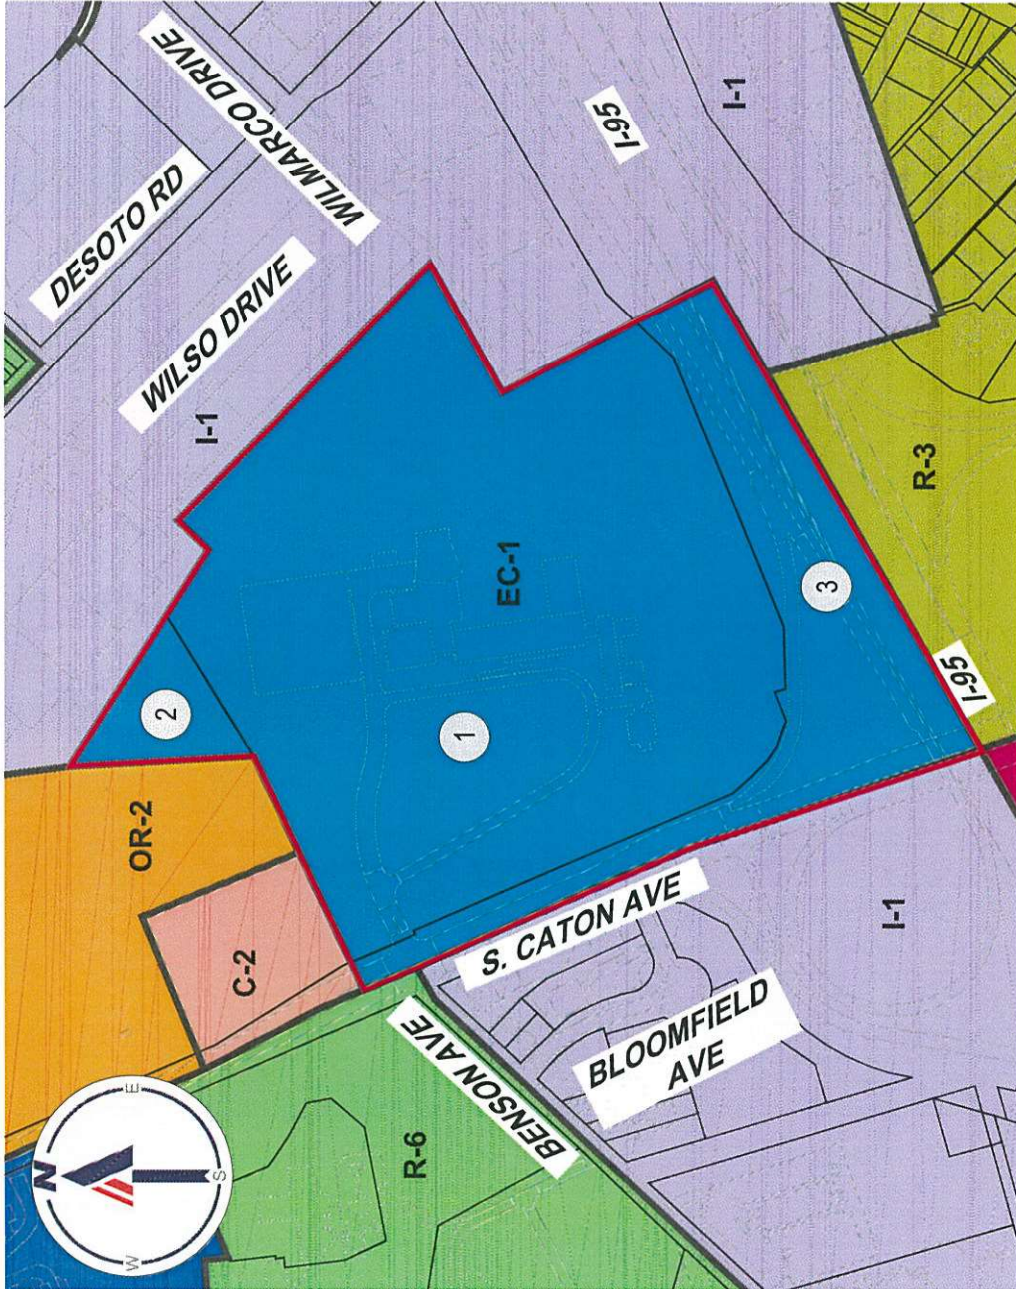 WILMARCO DRIVE
DESOTO RD
WILSO DRIVE
I-95
I-1
I-1
EC-1
R-3
2
1
3
I-95
OR-2
C-2
S. CATON AVE
I-1
BENSON AVE
BLOOMFIELD
AVE
R-6
N
E
S
W